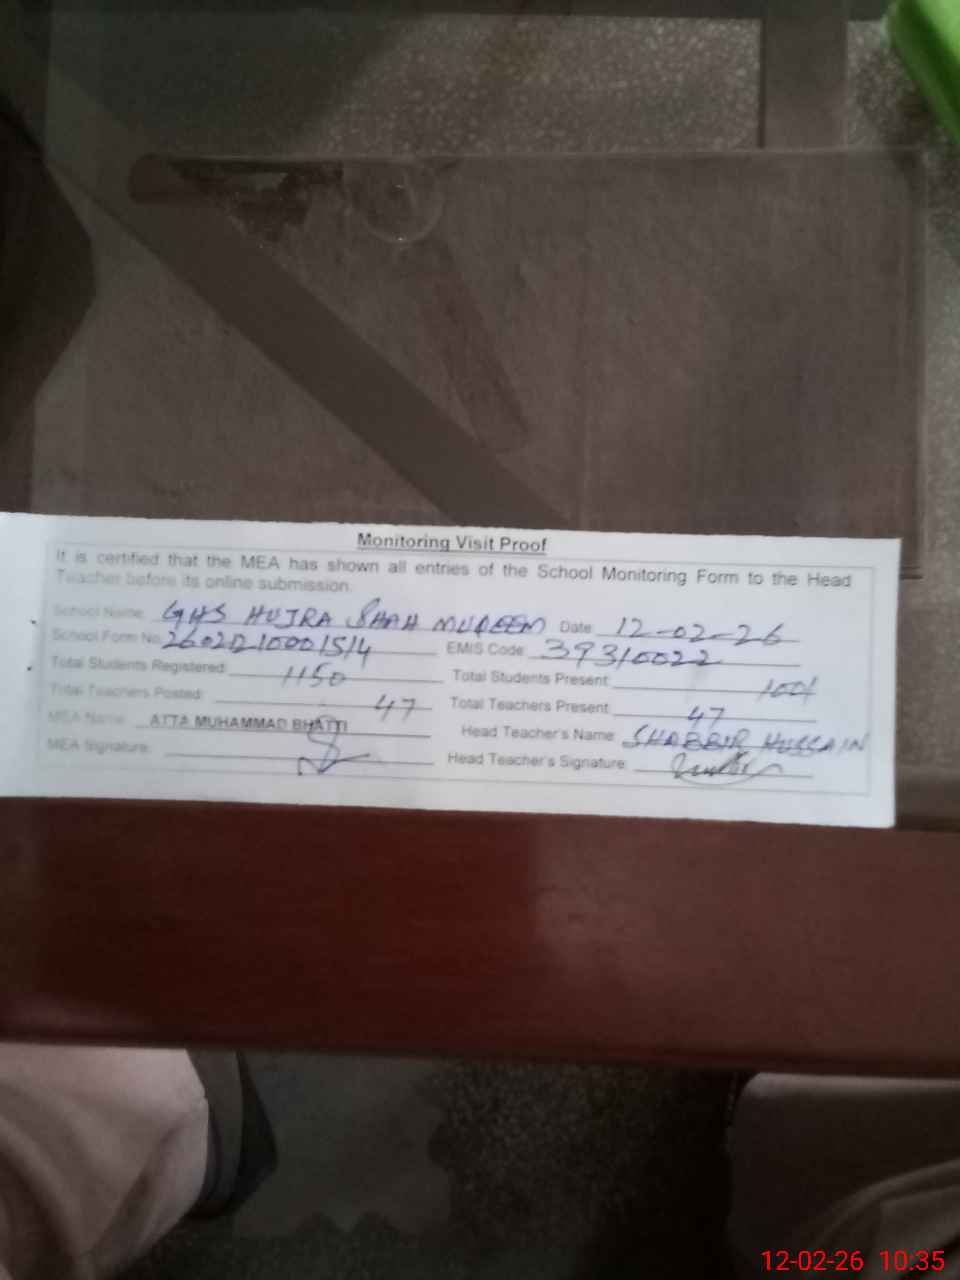 Monitoring Visit Proof
It is certified that the MEA has shown all entries of the School Monitoring Form to the Head
Teacher before its online submission.
School Name: GHS HUJRA SHAH MUQEEM Date 12-02-26
School Form No. EMIS Code: 39310022
Total Students Registered: 1150 Total Students Present: 1001
Total Teachers Posted: 47 Total Teachers Present: 47
MEA Name: ATTA MUHAMMAD BHATTI Head Teacher's Name: SHABBIR HUSSAIN
MEA Signature: Head Teacher's Signature:
12-02-26 10:35